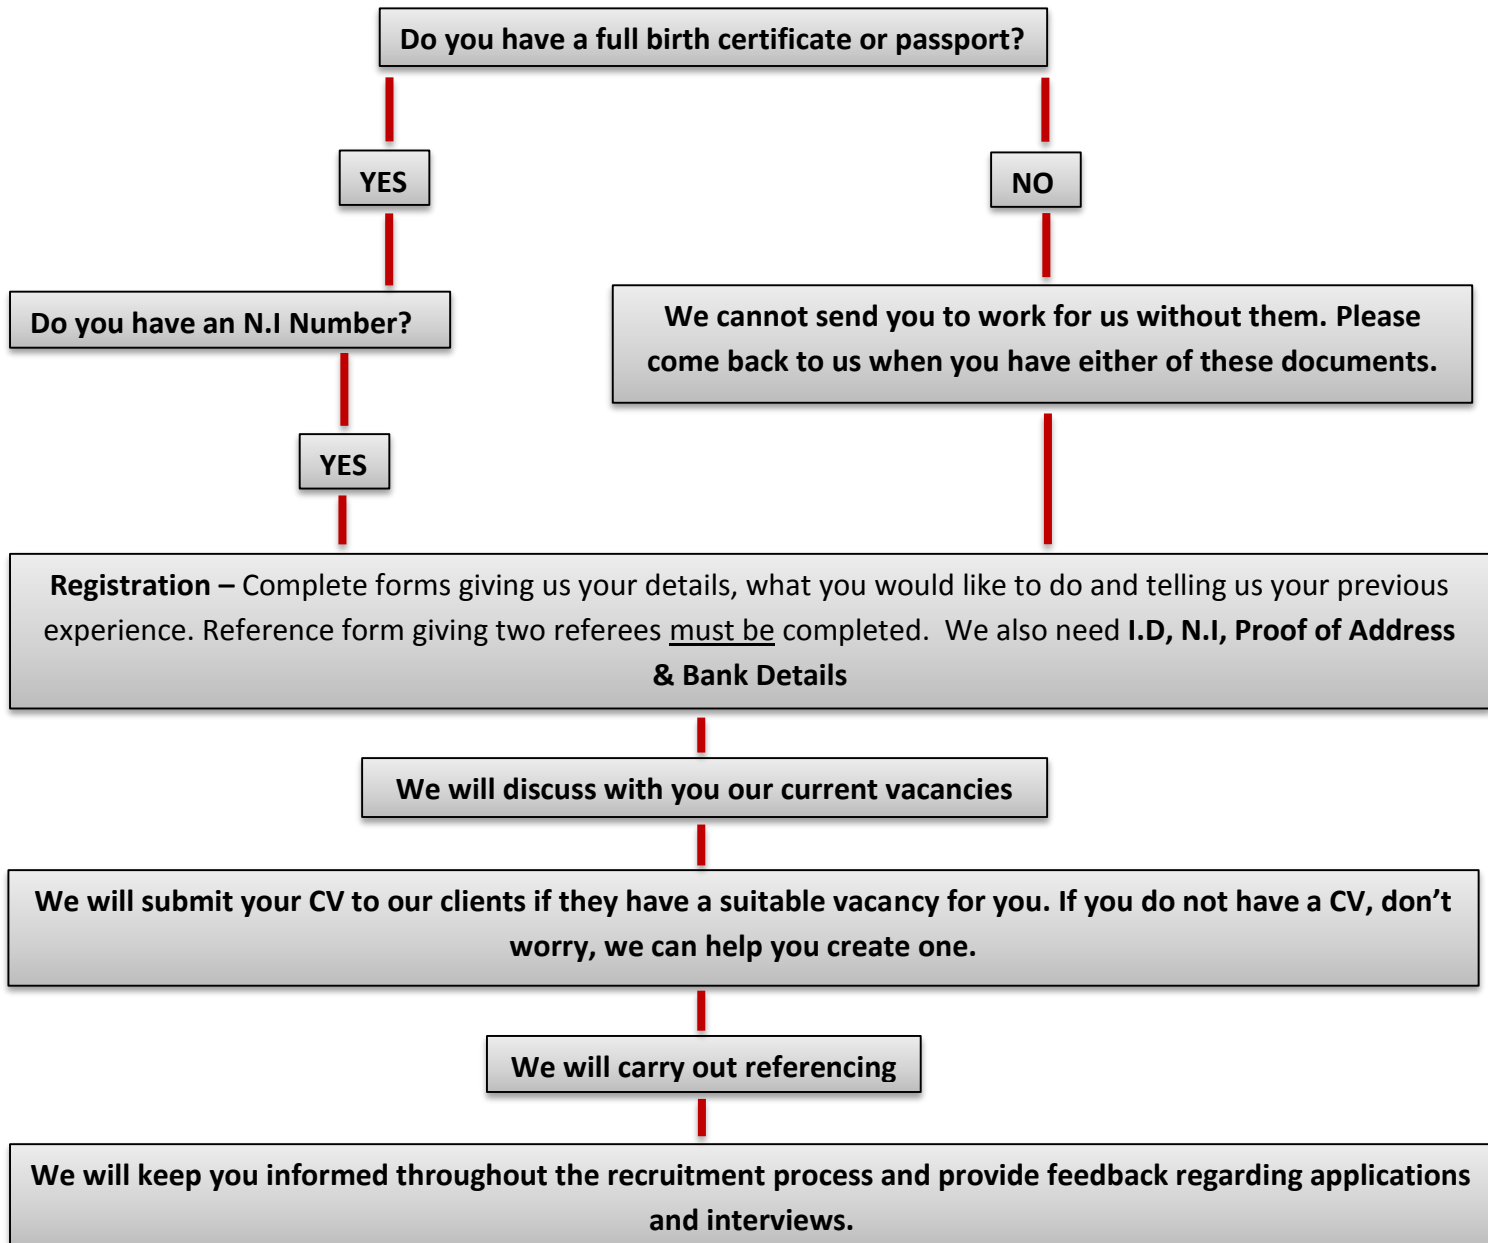 Do you have a full birth certificate or passport?
YES
NO
Do you have an N.I Number?
We cannot send you to work for us without them. Please
come back to us when you have either of these documents.
YES
Registration – Complete forms giving us your details, what you would like to do and telling us your previous
experience. Reference form giving two referees must be completed.  We also need I.D, N.I, Proof of Address
& Bank Details
We will discuss with you our current vacancies
We will submit your CV to our clients if they have a suitable vacancy for you. If you do not have a CV, don’t
worry, we can help you create one.
We will carry out referencing
We will keep you informed throughout the recruitment process and provide feedback regarding applications
and interviews.